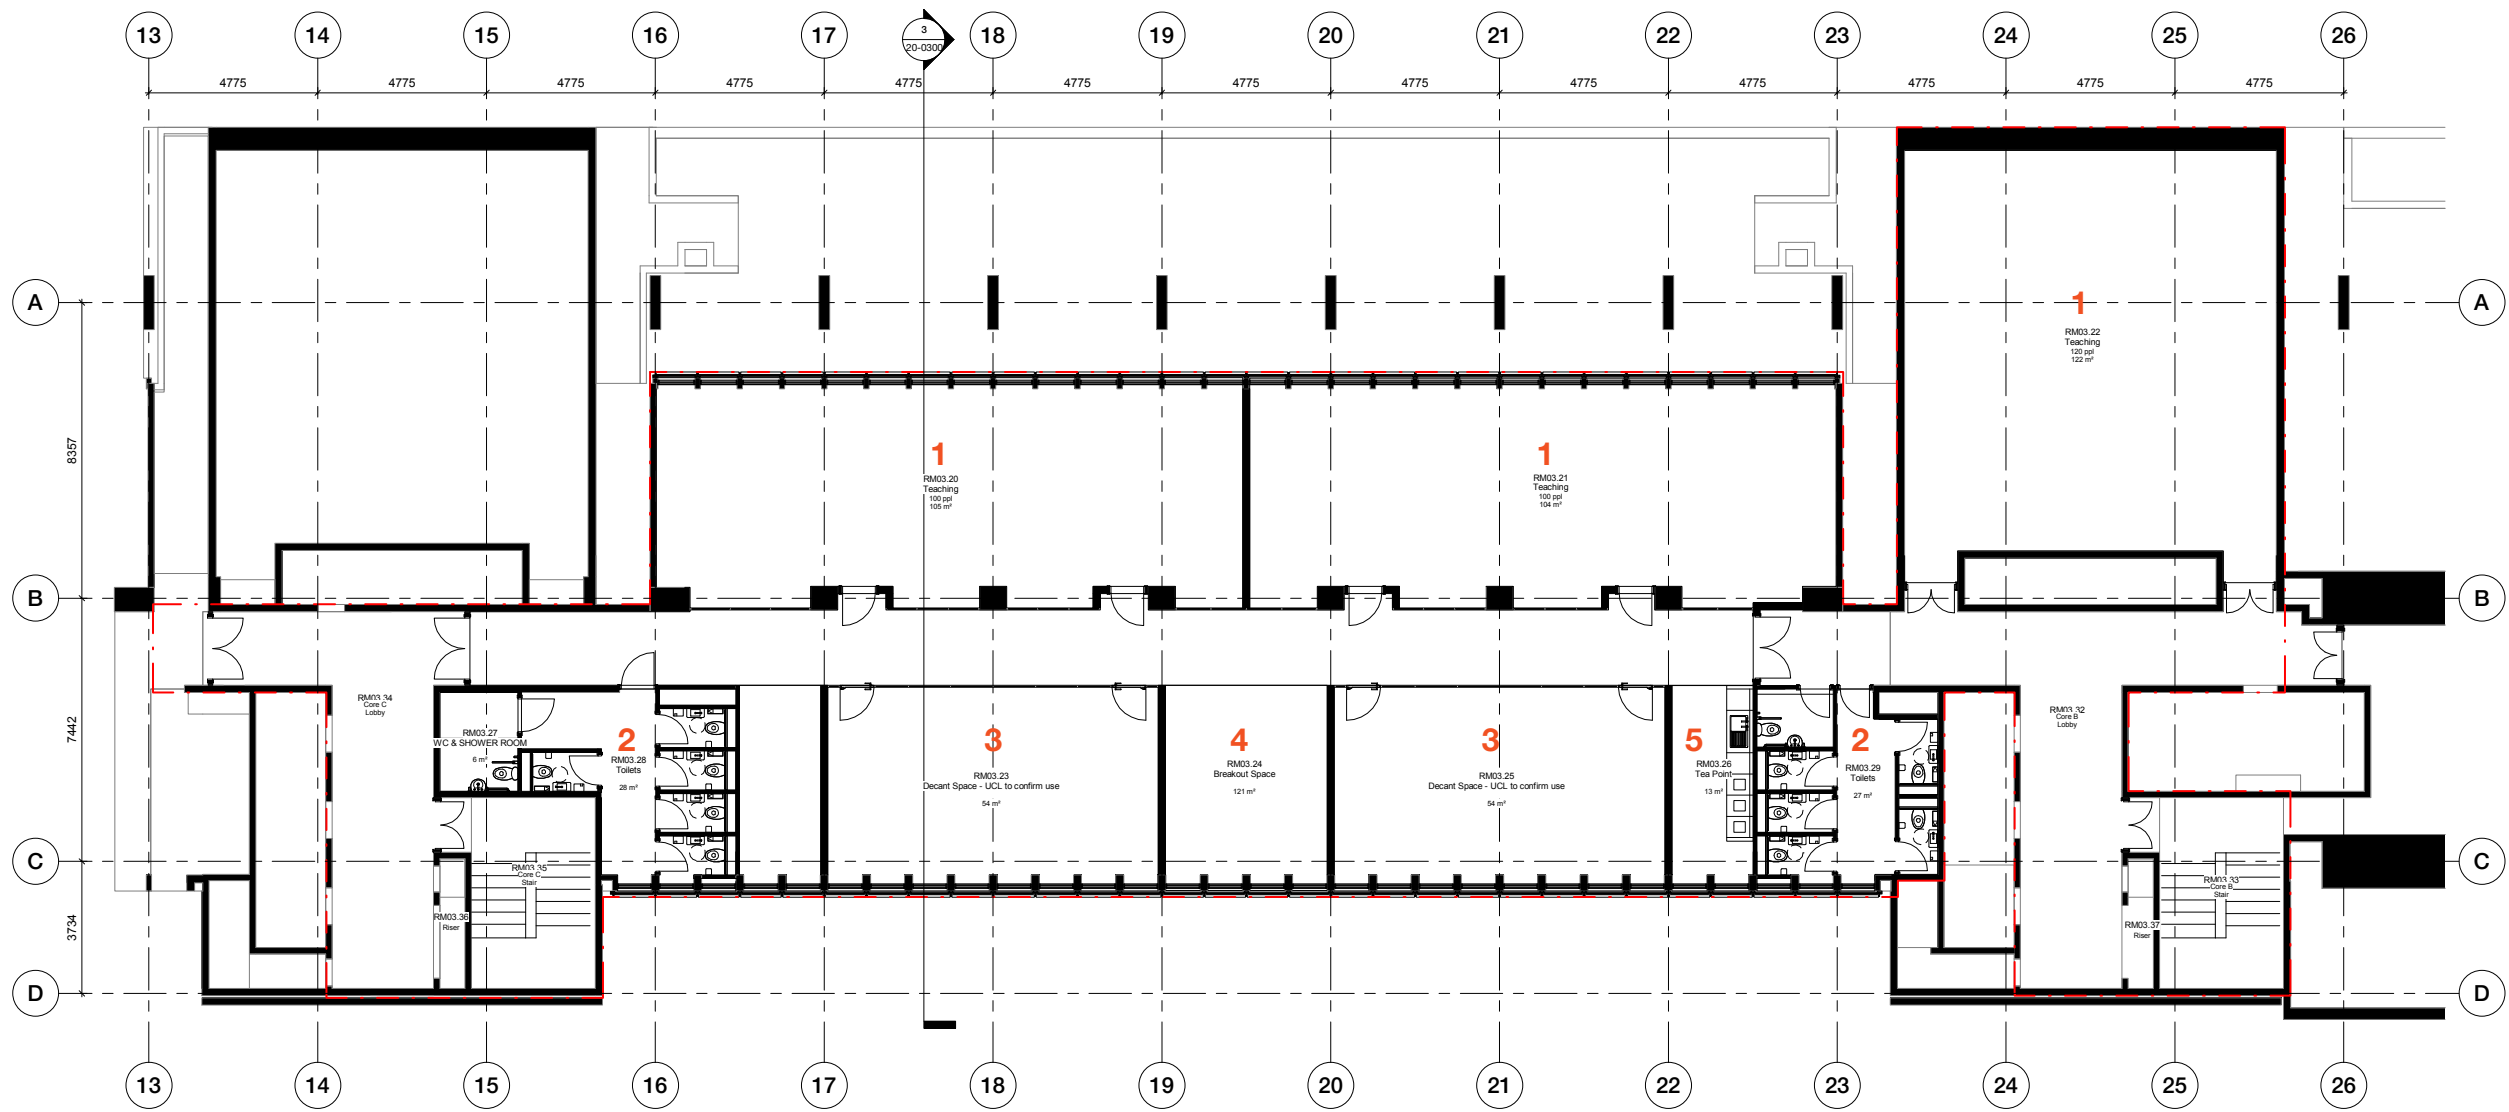 13 14 15 16 17 18 19 20 21 22 23 24 25 26
3
20-0300
4775 4775 4775 4775 4775 4775 4775 4775 4775 4775 4775 4775 4775
A A
1
RM03.22
Teaching
120 ppl
122 m²
8357
1
RM03.20
Teaching
100 ppl
105 m²
1
RM03.21
Teaching
100 ppl
104 m²
B B
RM03.34
Core C
Lobby
RM03.27
WC & SHOWER ROOM
6 m²
2
RM03.28
Toilets
28 m²
3
RM03.23
Decant Space - UCL to confirm use
54 m²
4
RM03.24
Breakout Space
121 m²
3
RM03.25
Decant Space - UCL to confirm use
54 m²
5
RM03.26
Tea Point
13 m²
2
RM03.29
Toilets
27 m²
RM03.32
Core B
Lobby
7442
C C
RM03.35
Core C
Stair
RM03.33
Core B
Stair
RM03.36
Riser
RM03.37
Riser
3734
D D
13 14 15 16 17 18 19 20 21 22 23 24 25 26